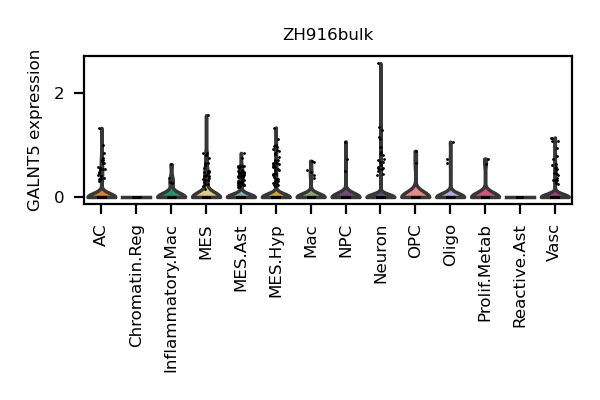 ZH916bulk
GALNT5 expression
2
0
AC
Chromatin.Reg
Inflammatory.Mac
MES
MES.Ast
MES.Hyp
Mac
NPC
Neuron
OPC
Oligo
Prolif.Metab
Reactive.Ast
Vasc